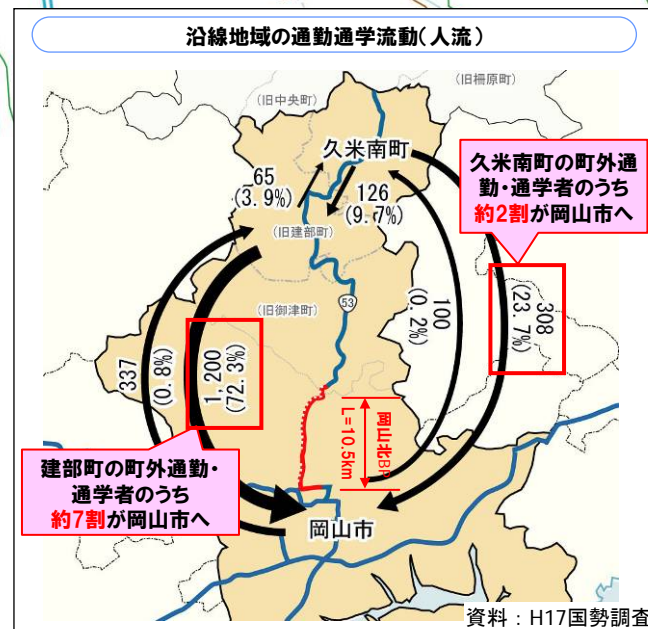 沿線地域の通勤通学流動(人流)
(旧中央町)
(旧柵原町)
久米南町
久米南町の町外通
勤・通学者のうち
約2割が岡山市へ
65
(3.9%)
126
(9.7%)
(旧建部町)
(旧御津町)
53
100
(0.2%)
308
(23.7%)
337
(0.8%)
1,200
(72.3%)
岡山北BP
L=10.5km
建部町の町外通勤・
通学者のうち
約7割が岡山市へ
岡山市
資料:H17国勢調査